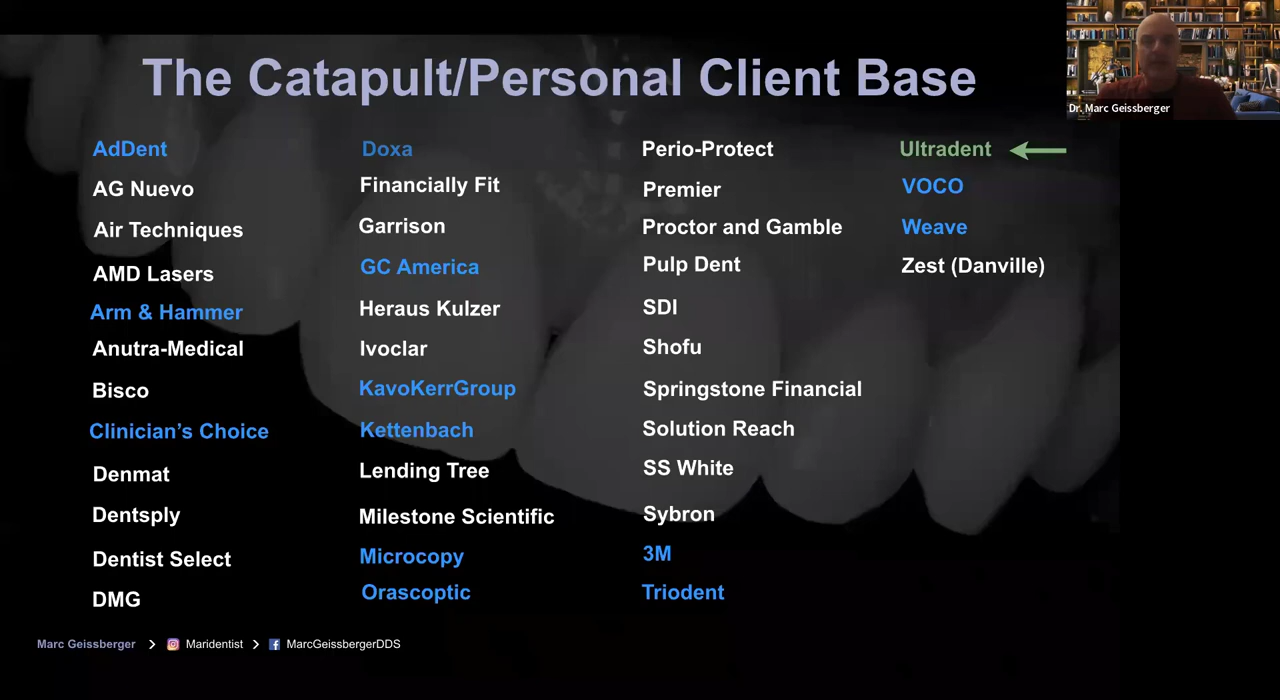 The Catapult/Personal Client Base
Dr. Marc Geissberger
AdDent
AG Nuevo
Air Techniques
AMD Lasers
Arm & Hammer
Anutra-Medical
Bisco
Clinician's Choice
Denmat
Dentsply
Dentist Select
DMG
Doxa
Financially Fit
Garrison
GC America
Heraus Kulzer
Ivoclar
KavoKerrGroup
Kettenbach
Lending Tree
Milestone Scientific
Microcopy
Orascoptic
Perio-Protect
Premier
Proctor and Gamble
Pulp Dent
SDI
Shofu
Springstone Financial
Solution Reach
SS White
Sybron
3M
Triodent
Ultradent
VOCO
Weave
Zest (Danville)
Marc Geissberger > Maridentist > MarcGeissbergerDDS